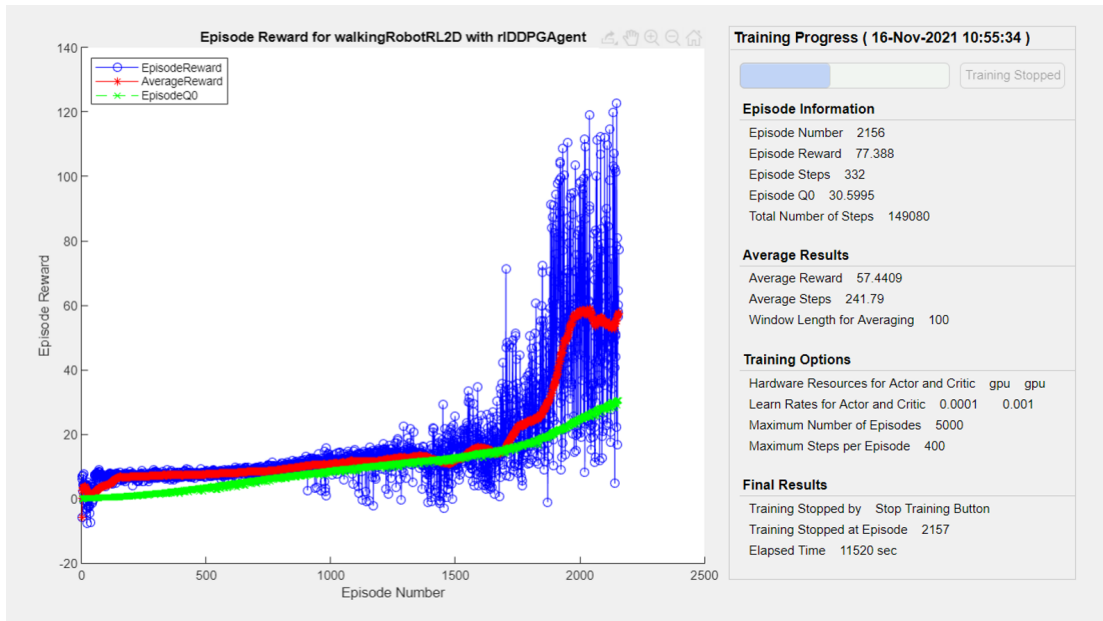 Episode Reward for walkingRobotRL2D with rlDDPGAgent
140
120
100
80
60
40
20
0
-20
Episode Reward
EpisodeReward
AverageReward
EpisodeQ0
0
500
1000
1500
2000
2500
Episode Number
Training Progress ( 16-Nov-2021 10:55:34 )
Training Stopped
Episode Information
Episode Number 2156
Episode Reward 77.388
Episode Steps 332
Episode Q0 30.5995
Total Number of Steps 149080
Average Results
Average Reward 57.4409
Average Steps 241.79
Window Length for Averaging 100
Training Options
Hardware Resources for Actor and Critic gpu gpu
Learn Rates for Actor and Critic 0.0001 0.001
Maximum Number of Episodes 5000
Maximum Steps per Episode 400
Final Results
Training Stopped by Stop Training Button
Training Stopped at Episode 2157
Elapsed Time 11520 sec